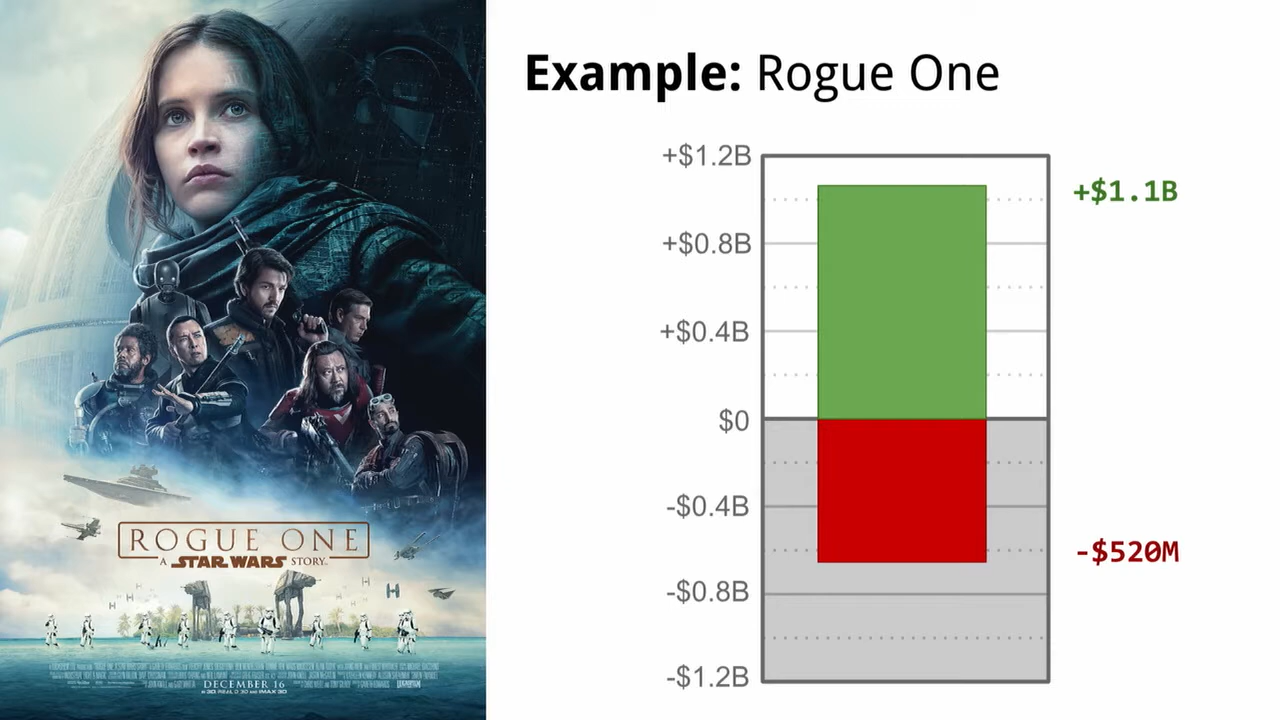 Example: Rogue One
+$1.2B
+$1.1B
+$0.8B
+$0.4B
$0
-$0.4B
-$520M
-$0.8B
-$1.2B
ROGUE ONE
A STAR WARS STORY
DECEMBER 16